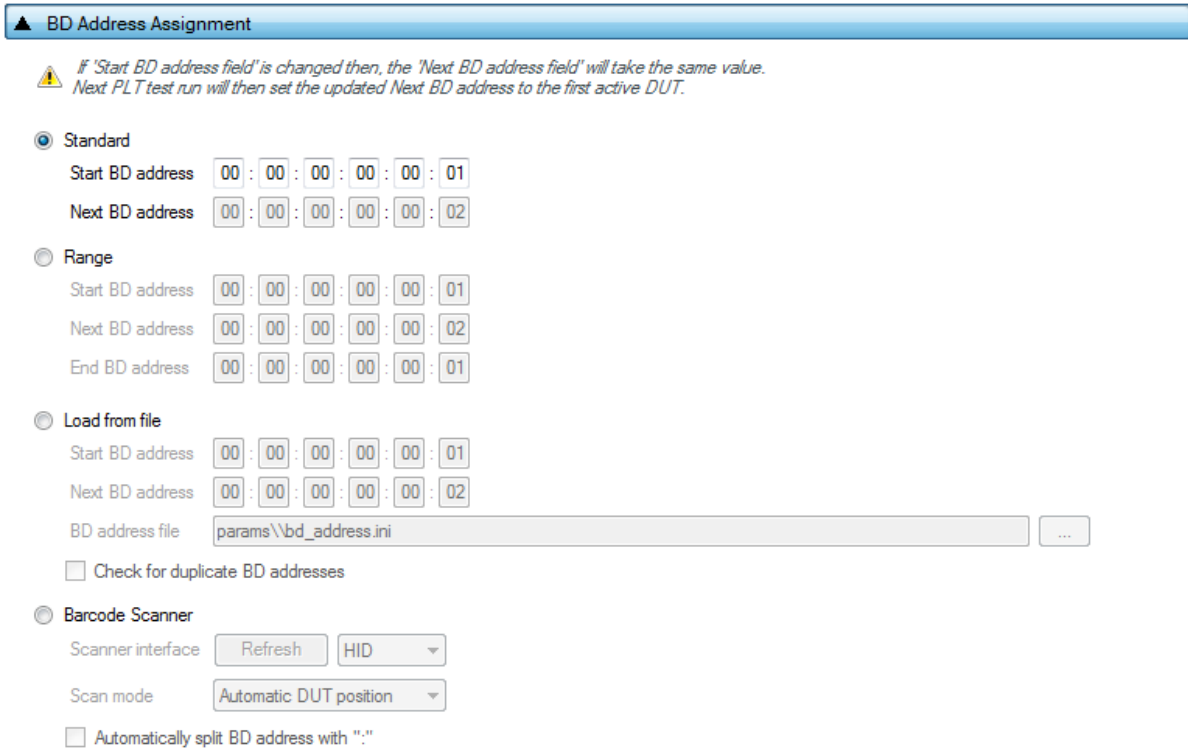 BD Address Assignment
If 'Start BD address field' is changed then, the 'Next BD address field' will take the same value.
Next PLT test run will then set the updated Next BD address to the first active DUT.
Standard
Start BD address 00 : 00 : 00 : 00 : 00 : 01
Next BD address 00 : 00 : 00 : 00 : 00 : 02
Range
Start BD address 00 : 00 : 00 : 00 : 00 : 01
Next BD address 00 : 00 : 00 : 00 : 00 : 02
End BD address 00 : 00 : 00 : 00 : 00 : 01
Load from file
Start BD address 00 : 00 : 00 : 00 : 00 : 01
Next BD address 00 : 00 : 00 : 00 : 00 : 02
BD address file params\\bd_address.ini ...
Check for duplicate BD addresses
Barcode Scanner
Scanner interface Refresh HID
Scan mode Automatic DUT position
Automatically split BD address with ":"